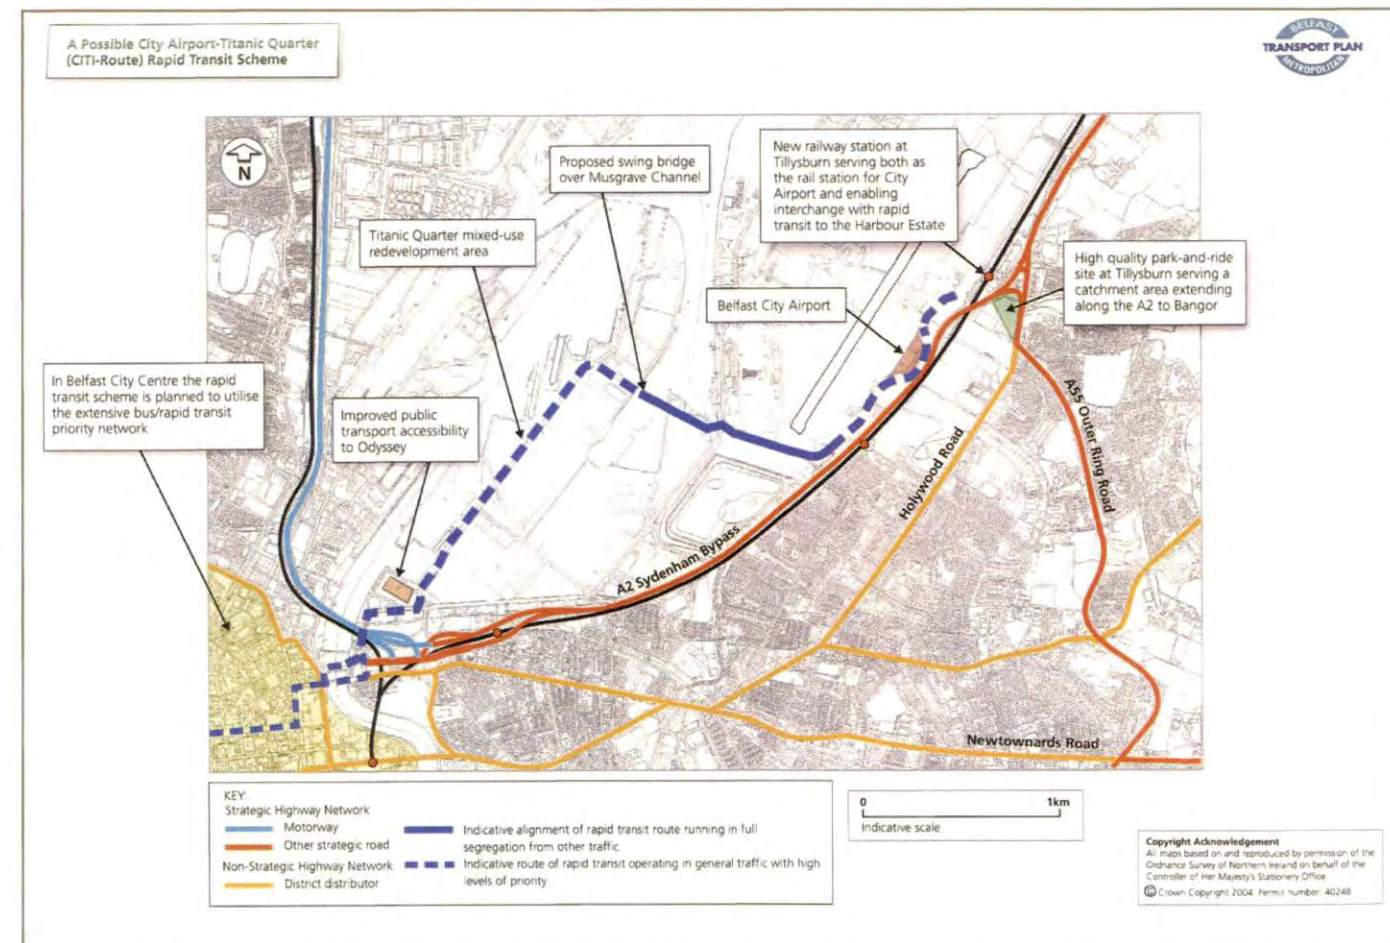 A Possible City Airport-Titanic Quarter
(CITI-Route) Rapid Transit Scheme
BELFAST
TRANSPORT PLAN
METROPOLITAN
N
Proposed swing bridge
over Musgrave Channel
New railway station at
Tillysburn serving both as
the rail station for City
Airport and enabling
interchange with rapid
transit to the Harbour Estate
Titanic Quarter mixed-use
redevelopment area
High quality park-and-ride
site at Tillysburn serving a
catchment area extending
along the A2 to Bangor
Belfast City Airport
In Belfast City Centre the rapid
transit scheme is planned to utilise
the extensive bus/rapid transit
priority network
Improved public
transport accessibility
to Odyssey
A55 Outer Ring Road
Holywood Road
A2 Sydenham Bypass
Newtownards Road
KEY
Strategic Highway Network
Motorway
Other strategic road
Non-Strategic Highway Network
District distributor
Indicative alignment of rapid transit route running in full
segregation from other traffic
Indicative route of rapid transit operating in general traffic with high
levels of priority
0 1km
Indicative scale
Copyright Acknowledgement
All maps based on and reproduced by permission of the
Ordnance Survey of Northern Ireland on behalf of the
Controller of Her Majesty's Stationery Office
© Crown Copyright 2004 Permit number: 40248